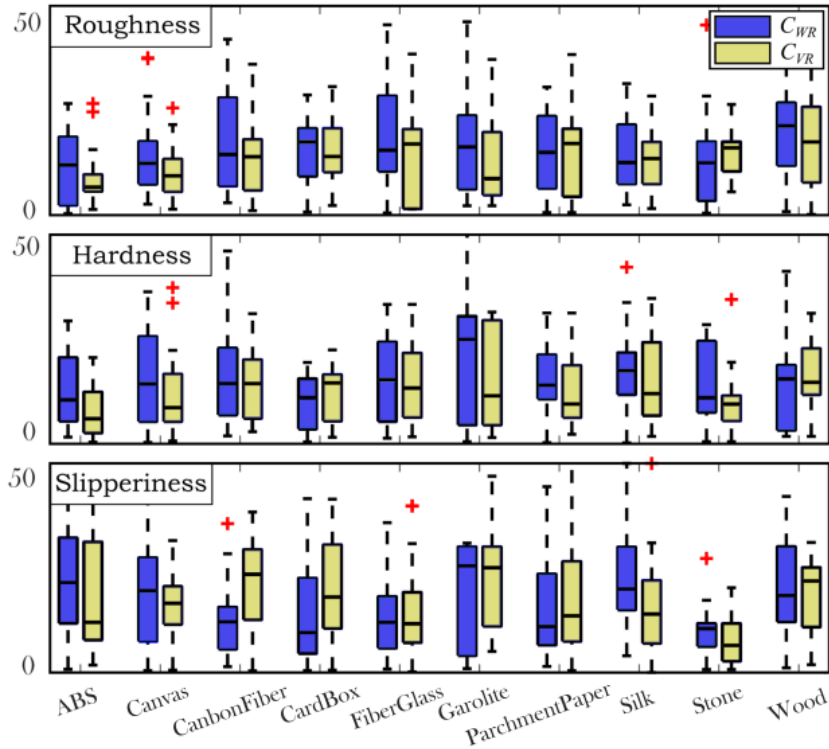 50
Roughness
C_WR
C_VR
0
50
Hardness
0
50
Slipperiness
0
ABS
Canvas
CanbonFiber
CardBox
FiberGlass
Garolite
ParchmentPaper
Silk
Stone
Wood